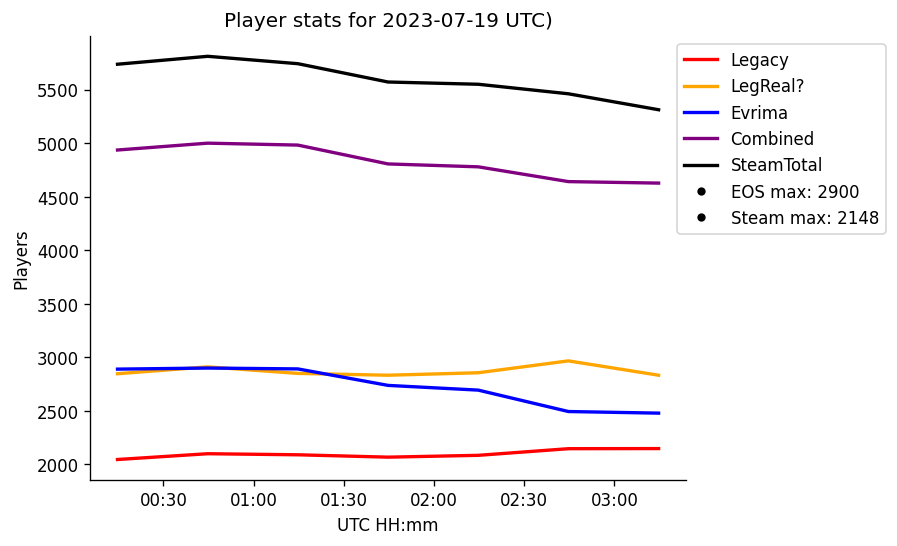 Player stats for 2023-07-19 UTC)
Legacy
LegReal?
Evrima
Combined
SteamTotal
EOS max: 2900
Steam max: 2148
Players
5500
5000
4500
4000
3500
3000
2500
2000
00:30 01:00 01:30 02:00 02:30 03:00
UTC HH:mm